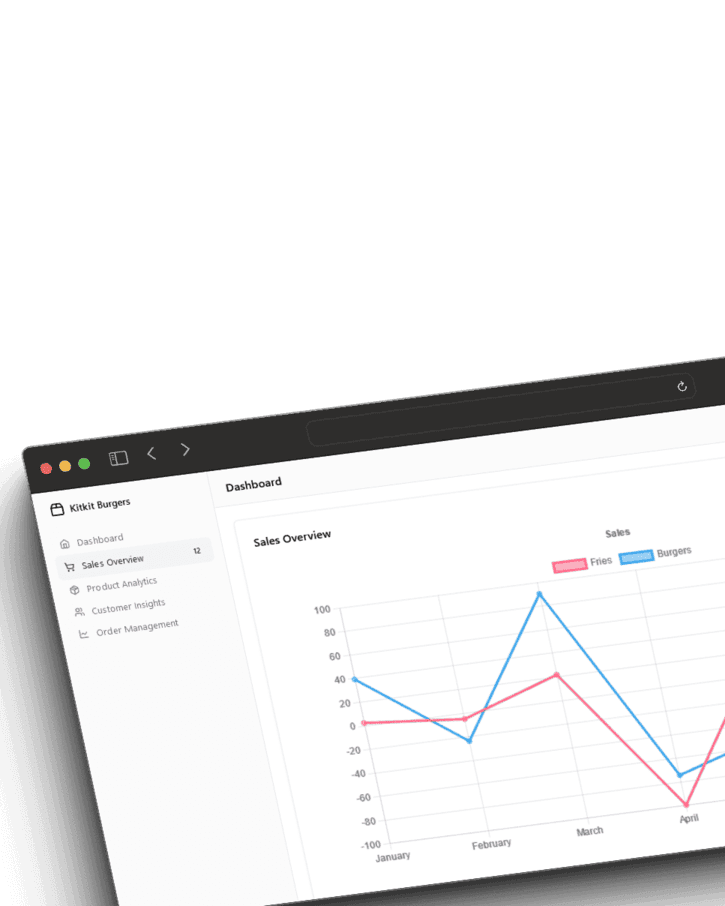 Kitkit Burgers
Dashboard
Sales Overview 12
Product Analytics
Customer Insights
Order Management
Dashboard
Sales Overview
Sales
Fries Burgers
100
80
60
40
20
0
-20
-40
-60
-80
-100
January February March April